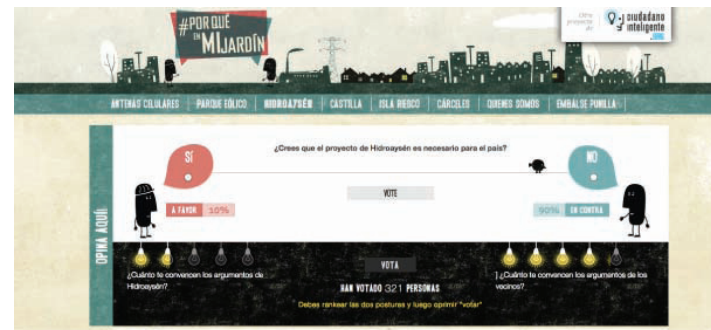 #PORQUÉ
EN MIJARDÍN
Otro
proyecto
de
ciudadano
inteligente
.ORG
ANTENAS CELULARES
PARQUE EÓLICO
HIDROAYSÉN
CASTILLA
ISLA RIESCO
CÁRCELES
QUIENES SOMOS
EMBALSE PUNILLA
OPINA AQUÍ:
¿Crees que el proyecto de Hidroaysén es necesario para el país?
SÍ
NO
VOTE
A FAVOR 10%
90% EN CONTRA
¿Cuánto te convencen los argumentos de
Hidroaysén?
VOTA
HAN VOTADO 321 PERSONAS
Debes rankear las dos posturas y luego oprimir "votar"
] ¿Cuánto te convencen los argumentos de los
vecinos?